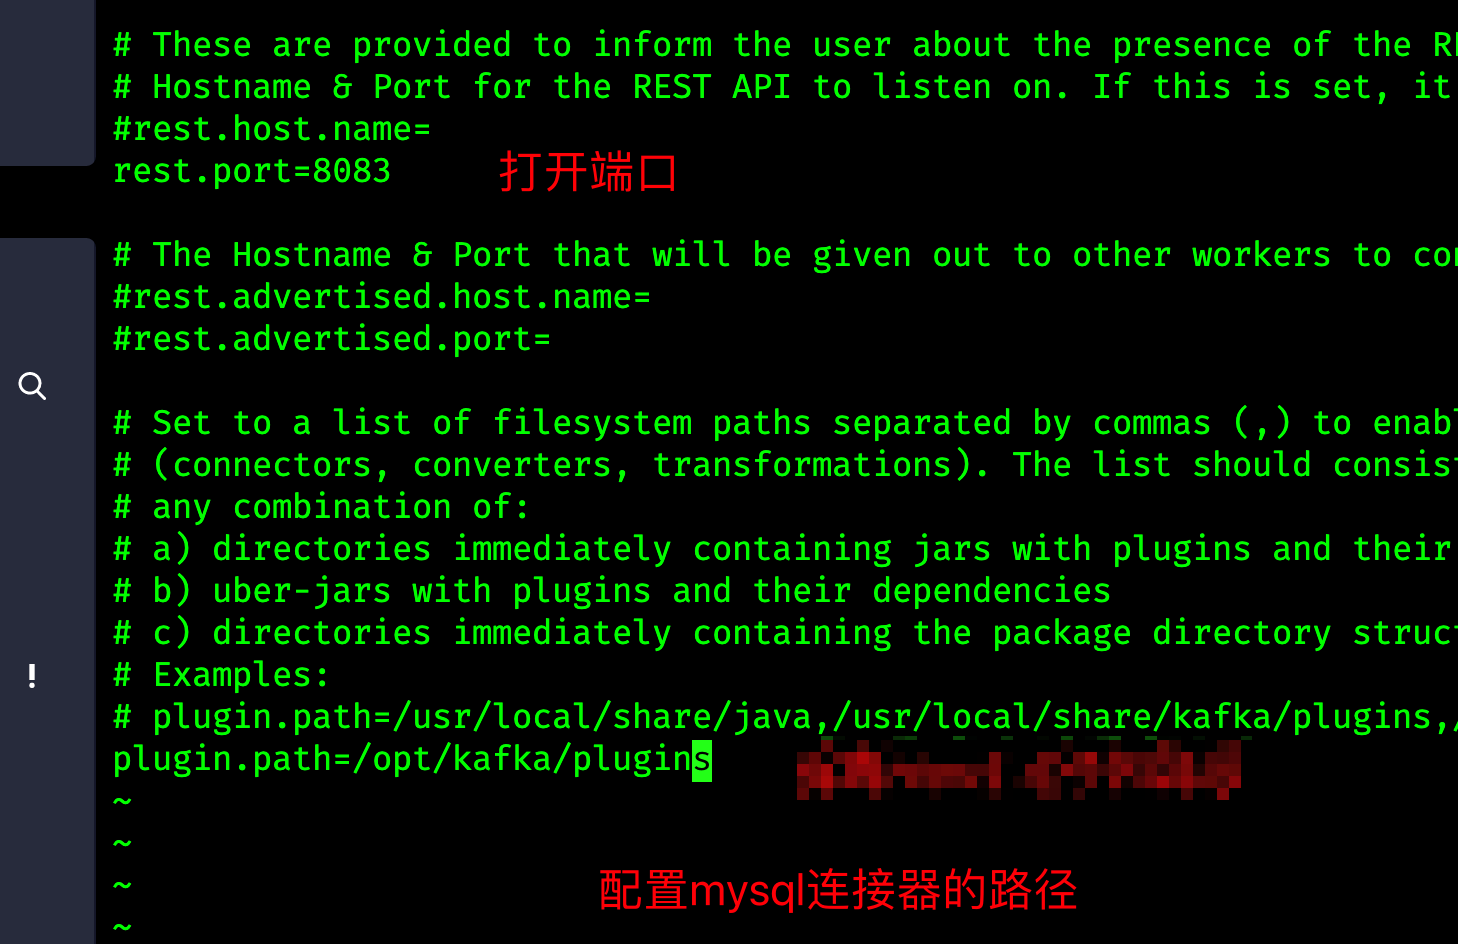 # These are provided to inform the user about the presence of the
# Hostname & Port for the REST API to listen on. If this is set, it
#rest.host.name=
rest.port=8083
打开端口
# The Hostname & Port that will be given out to other workers to
#rest.advertised.host.name=
#rest.advertised.port=
# Set to a list of filesystem paths separated by commas (,) to
# (connectors, converters, transformations). The list should
# any combination of:
# a) directories immediately containing jars with plugins and their
# b) uber-jars with plugins and their dependencies
# c) directories immediately containing the package directory
# Examples:
# plugin.path=/usr/local/share/java,/usr/local/share/kafka/plugins,
plugin.path=/opt/kafka/plugins
~
~
~
配置mysql连接器的路径
~